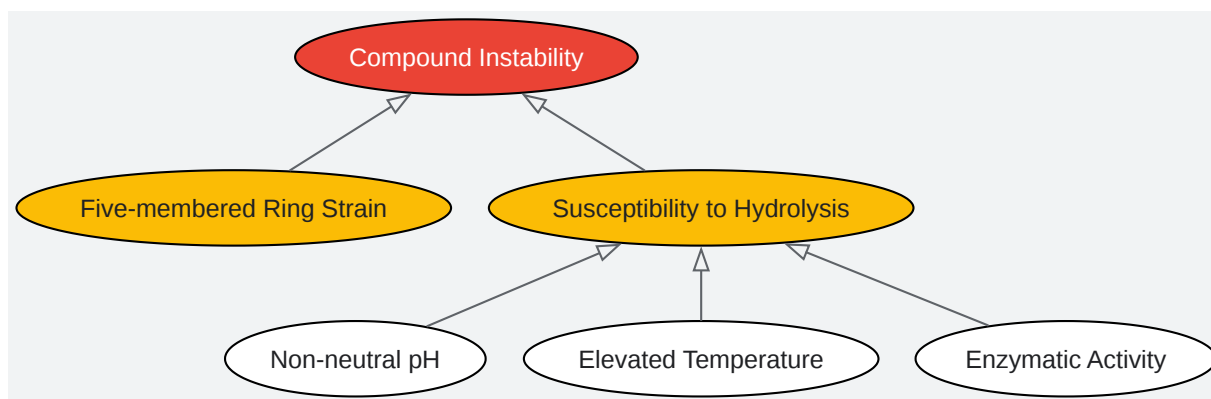 Compound Instability
Five-membered Ring Strain
Susceptibility to Hydrolysis
Non-neutral pH
Elevated Temperature
Enzymatic Activity